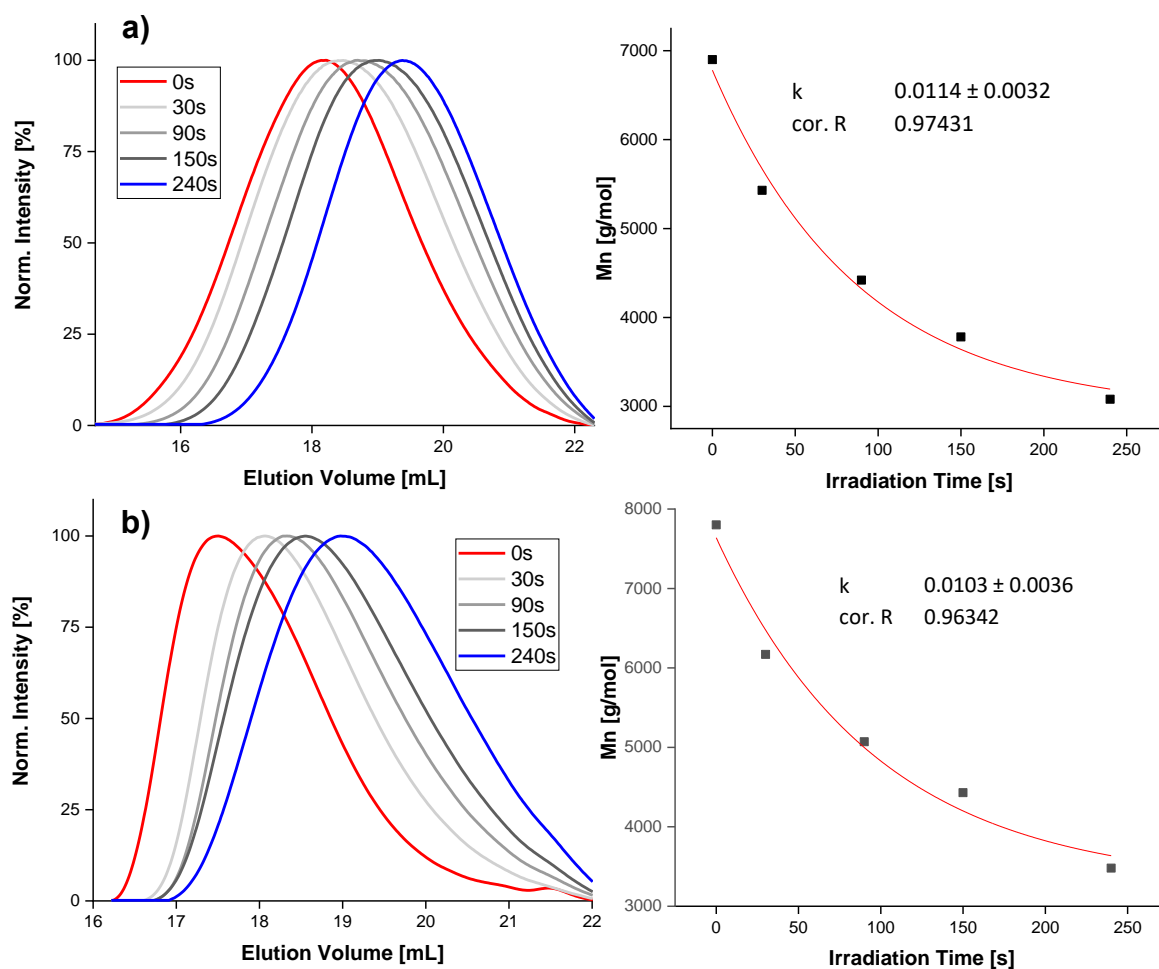 a)
Norm. Intensity [%]
100
75
50
25
0
0s
30s
90s
150s
240s
16
18
20
22
Elution Volume [mL]
Mn [g/mol]
7000
6000
5000
4000
3000
k 0.0114 ± 0.0032
cor. R 0.97431
0
50
100
150
200
250
Irradiation Time [s]
b)
Norm. Intensity [%]
100
75
50
25
0
0s
30s
90s
150s
240s
16
17
18
19
20
21
22
Elution Volume [mL]
Mn [g/mol]
8000
7000
6000
5000
4000
3000
k 0.0103 ± 0.0036
cor. R 0.96342
0
50
100
150
200
250
Irradiation Time [s]